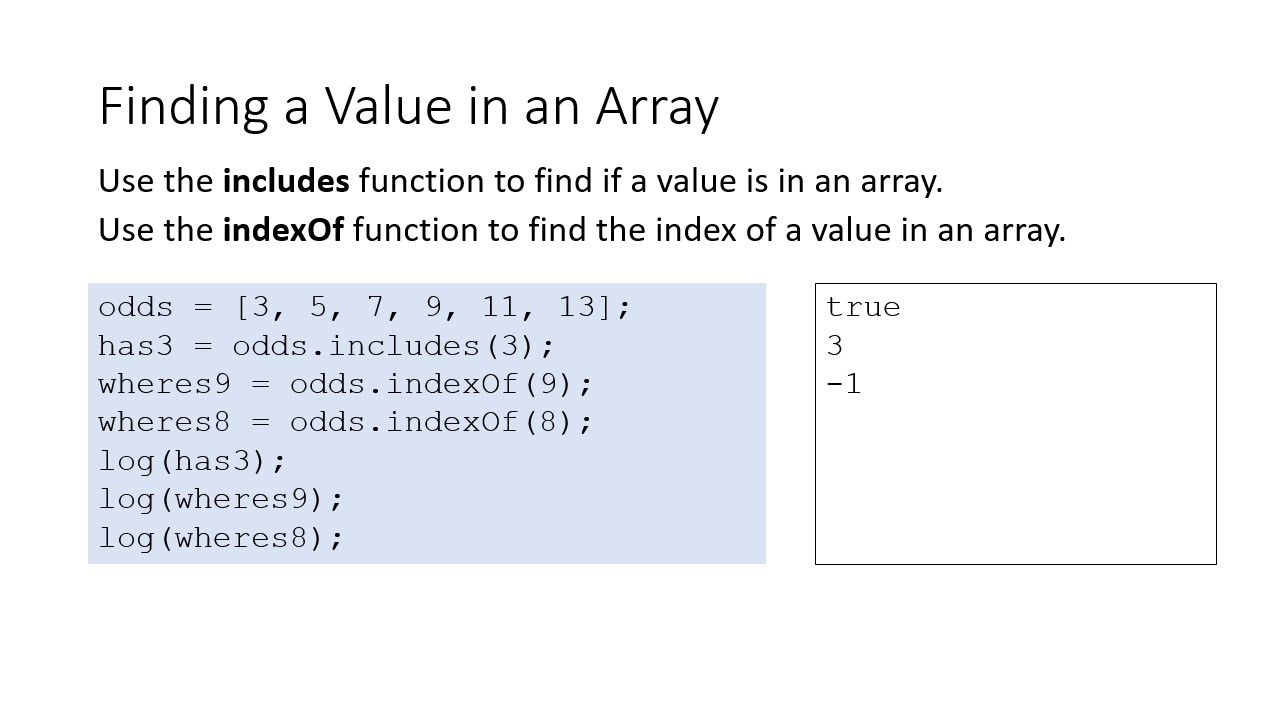 Finding a Value in an Array
Use the includes function to find if a value is in an array.
Use the indexOf function to find the index of a value in an array.
odds = [3, 5, 7, 9, 11, 13];
has3 = odds.includes(3);
wheres9 = odds.indexOf(9);
wheres8 = odds.indexOf(8);
log(has3);
log(wheres9);
log(wheres8);
true
3
-1